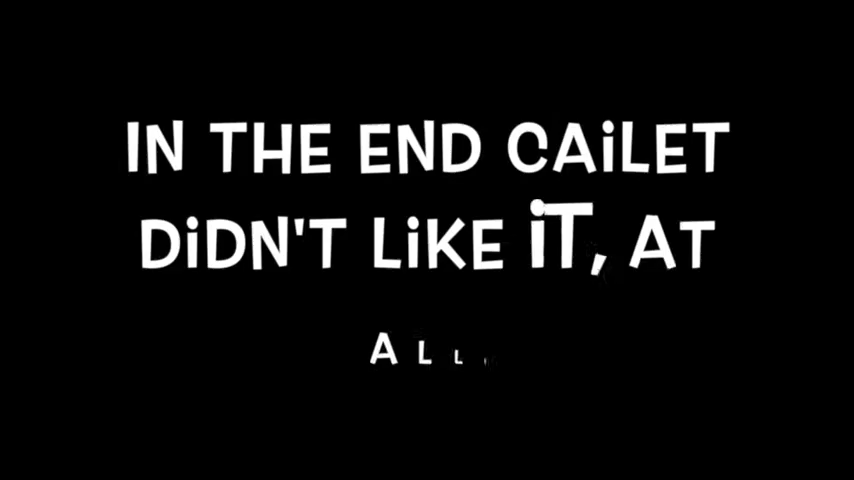 IN THE END CAiLET
DiDN'T LiKE iT, AT
ALL